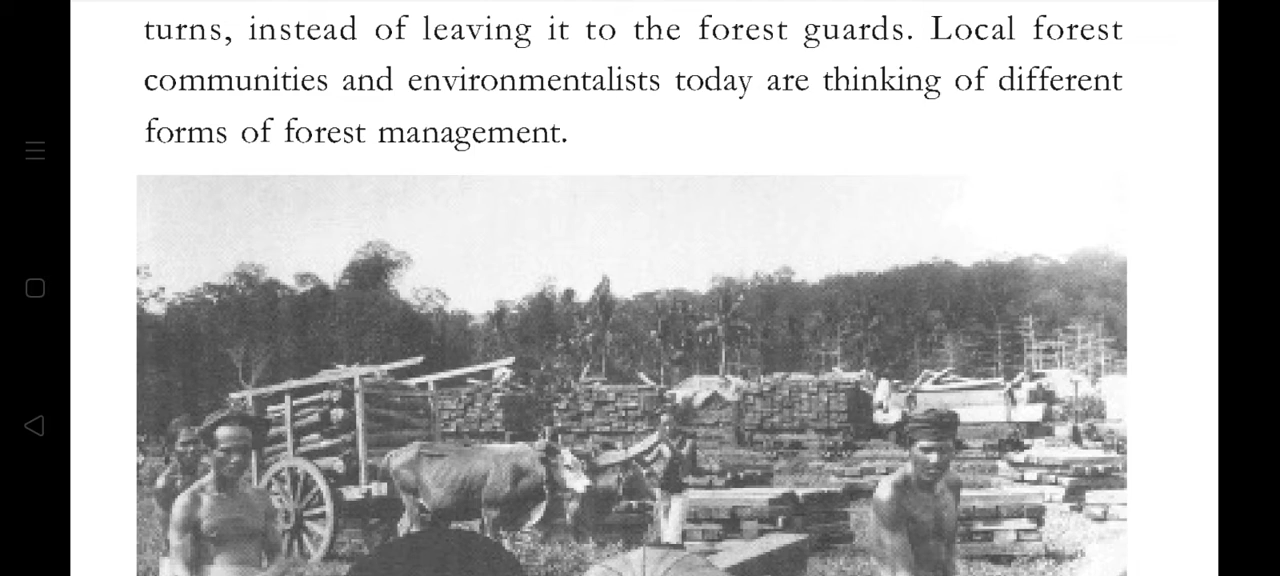 turns, instead of leaving it to the forest guards. Local forest
communities and environmentalists today are thinking of different
forms of forest management.